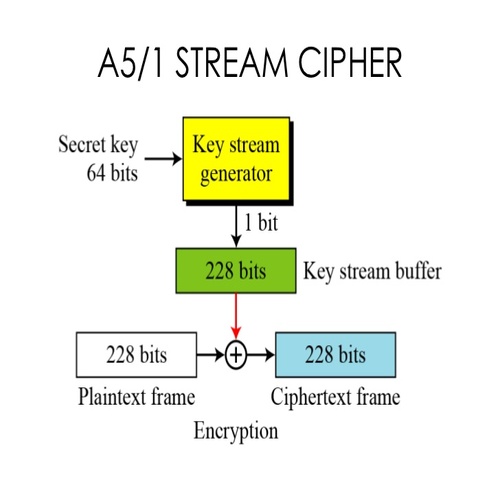 A5/1 STREAM CIPHER
Secret key
64 bits
Key stream
generator
1 bit
228 bits
Key stream buffer
228 bits
+
228 bits
Plaintext frame
Ciphertext frame
Encryption